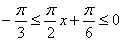 -π/3 ≤ π/2 x + π/6 ≤ 0